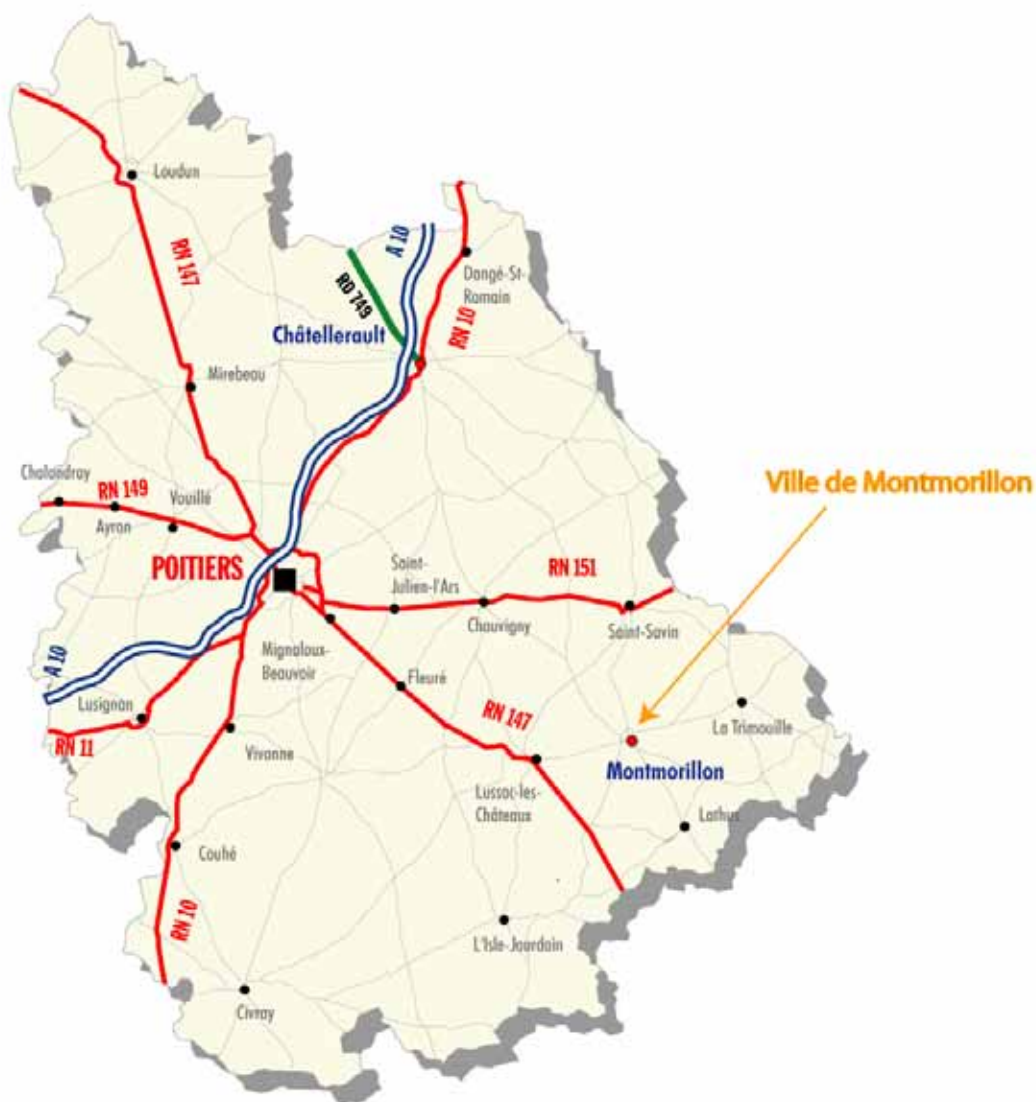 Loudun
RN 147
A 10
Dangé-St-
Romain
RD 749
RN 10
Châtellerault
Mirebeau
Chalandray
RN 149
Vouillé
Ayron
Ville de Montmorillon
POITIERS
Saint-
Julien-l'Ars
RN 151
Chauvigny
Saint-Savin
A 10
Mignaloux-
Beauvoir
Fleuré
Lusignan
RN 11
Vivonne
RN 147
La Trimouille
Montmorillon
Lussac-les-
Châteaux
Lathus
Couhé
RN 10
L'Isle-Jourdain
Civray